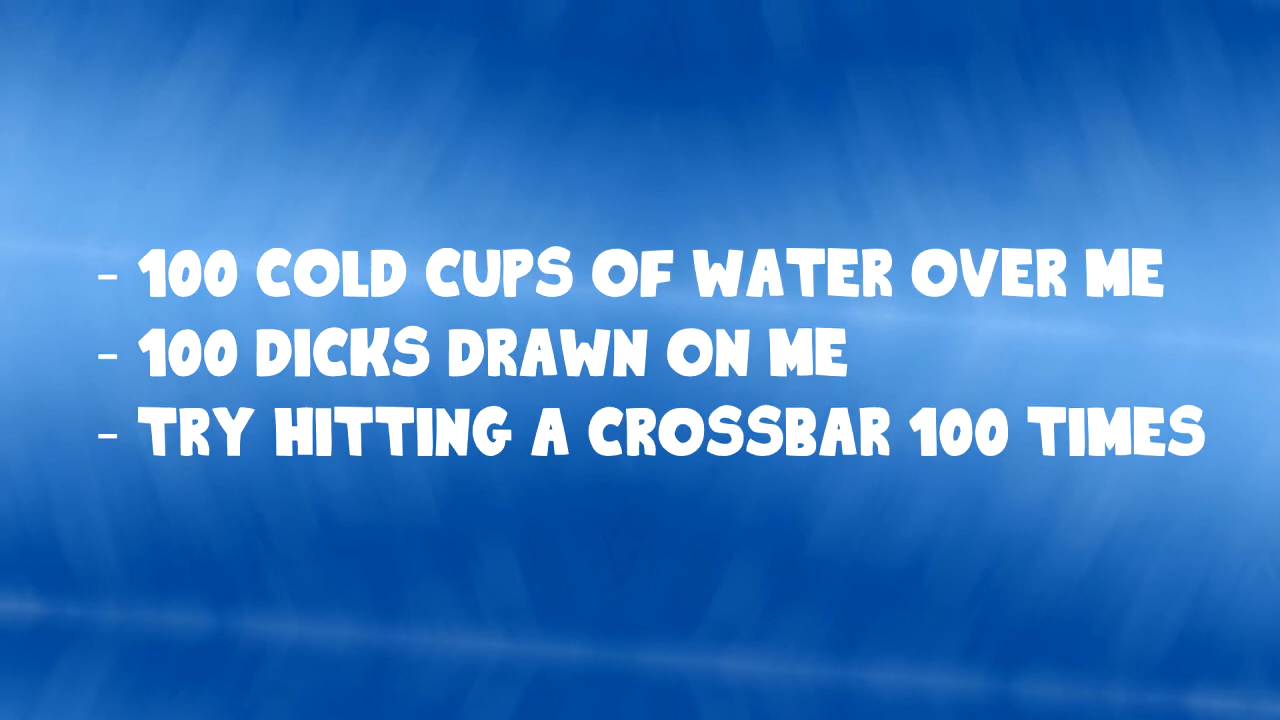 - 100 COLD CUPS OF WATER OVER ME
- 100 DICKS DRAWN ON ME
- TRY HITTING A CROSSBAR 100 TIMES